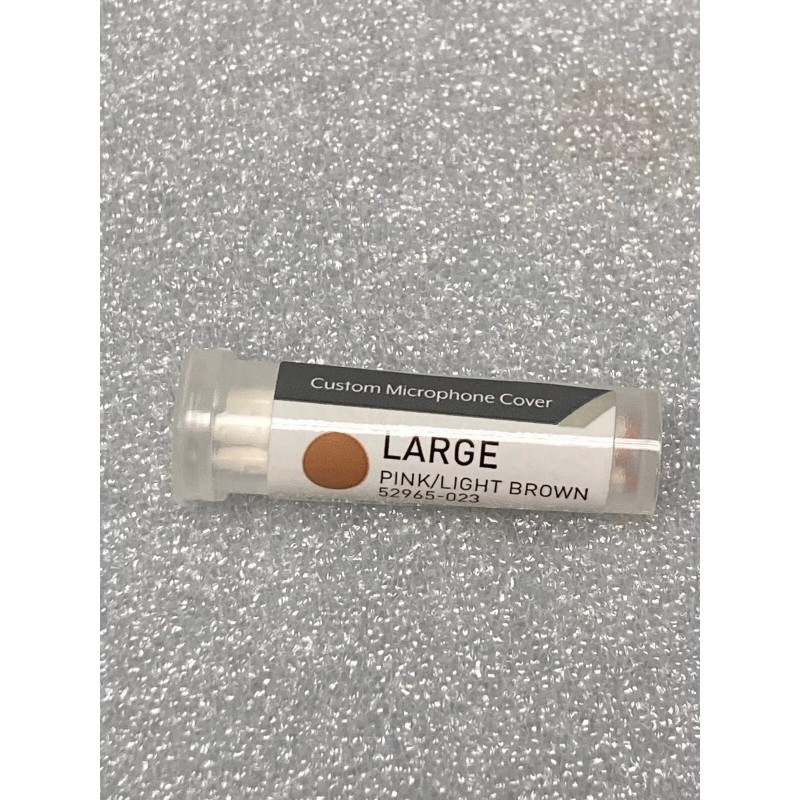 Custom Microphone Cover
LARGE
PINK/LIGHT BROWN
52965-023